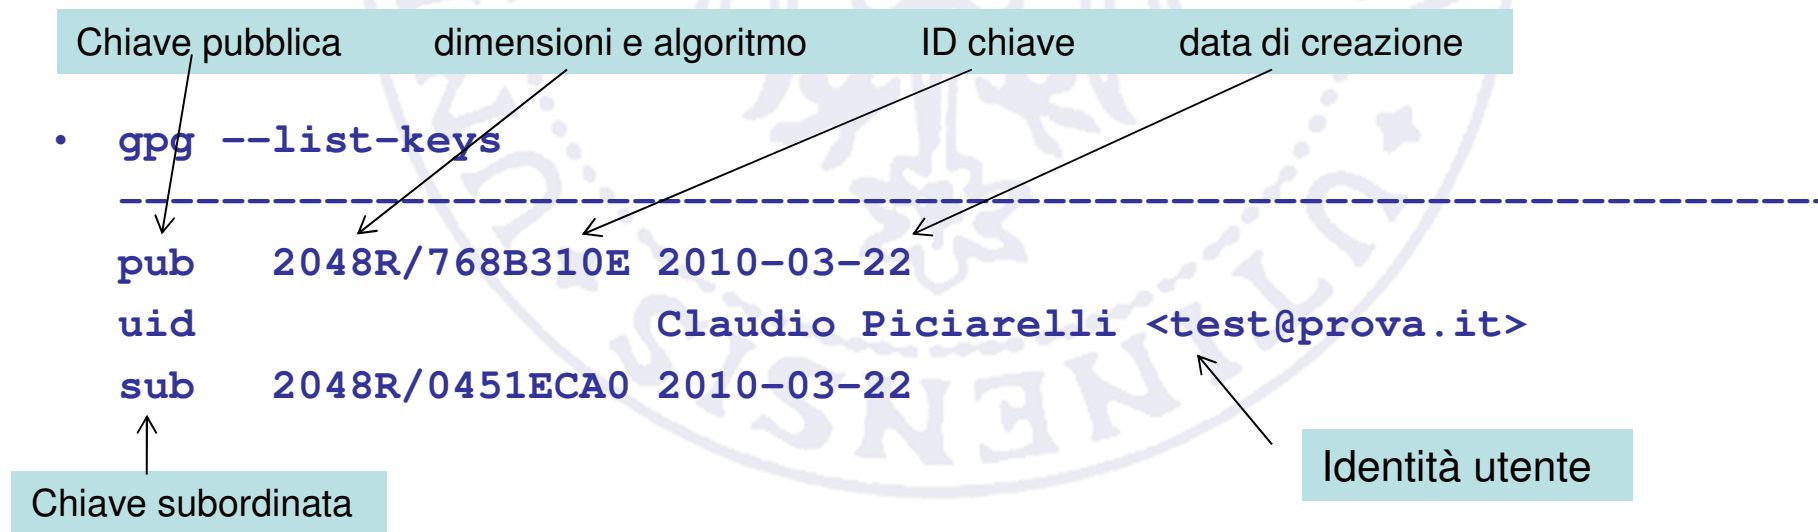 Chiave pubblica dimensioni e algoritmo ID chiave data di creazione
• gpg --list-keys
----------------------------------------------------------------
pub 2048R/768B310E 2010-03-22
uid Claudio Piciarelli <test@prova.it>
sub 2048R/0451ECA0 2010-03-22
Identità utente
Chiave subordinata